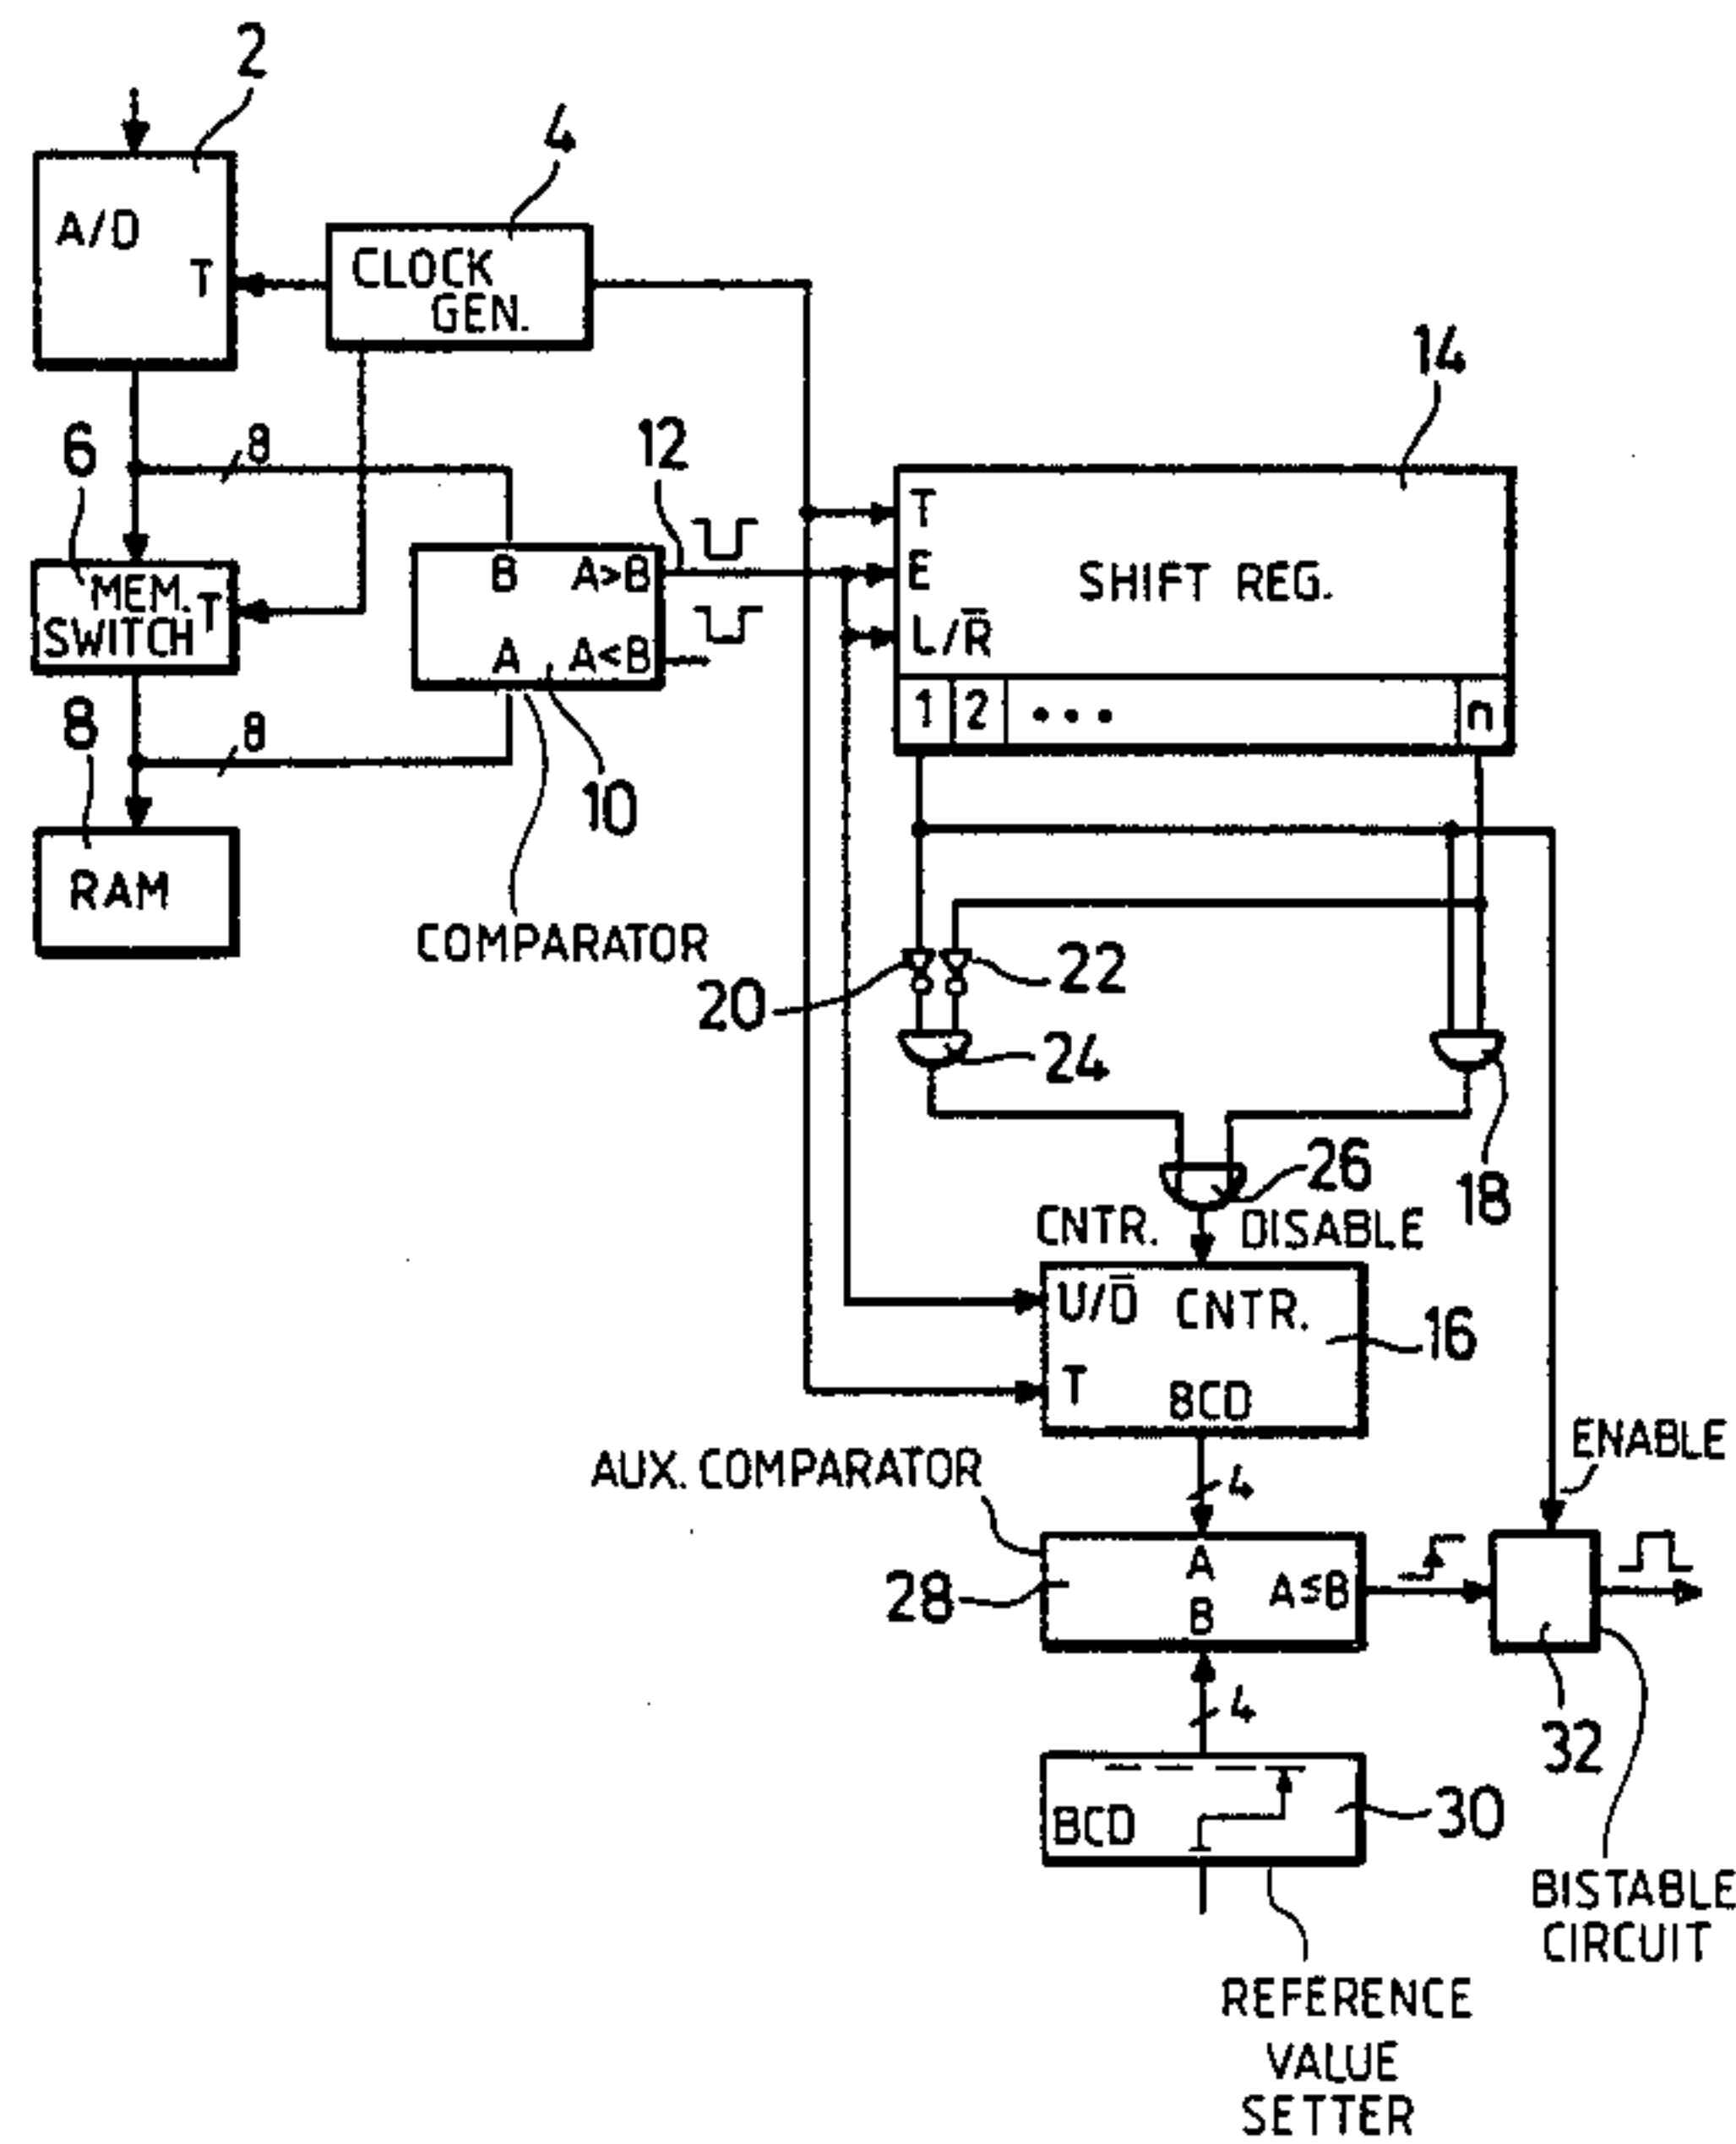 2
4
A/D
T
CLOCK
GEN.
14
6
8
12
T
B A>B
E
SHIFT REG.
MEM.
SWITCH T
A A<B
L/R̅
1 2 • • • n
8
8
10
RAM
COMPARATOR
20
22
24
18
26
CNTR. DISABLE
U/D̅ CNTR.
16
T
BCD
AUX. COMPARATOR
4
ENABLE
A
28
A≤B
B
4
32
BCD
30
BISTABLE
CIRCUIT
REFERENCE
VALUE
SETTER